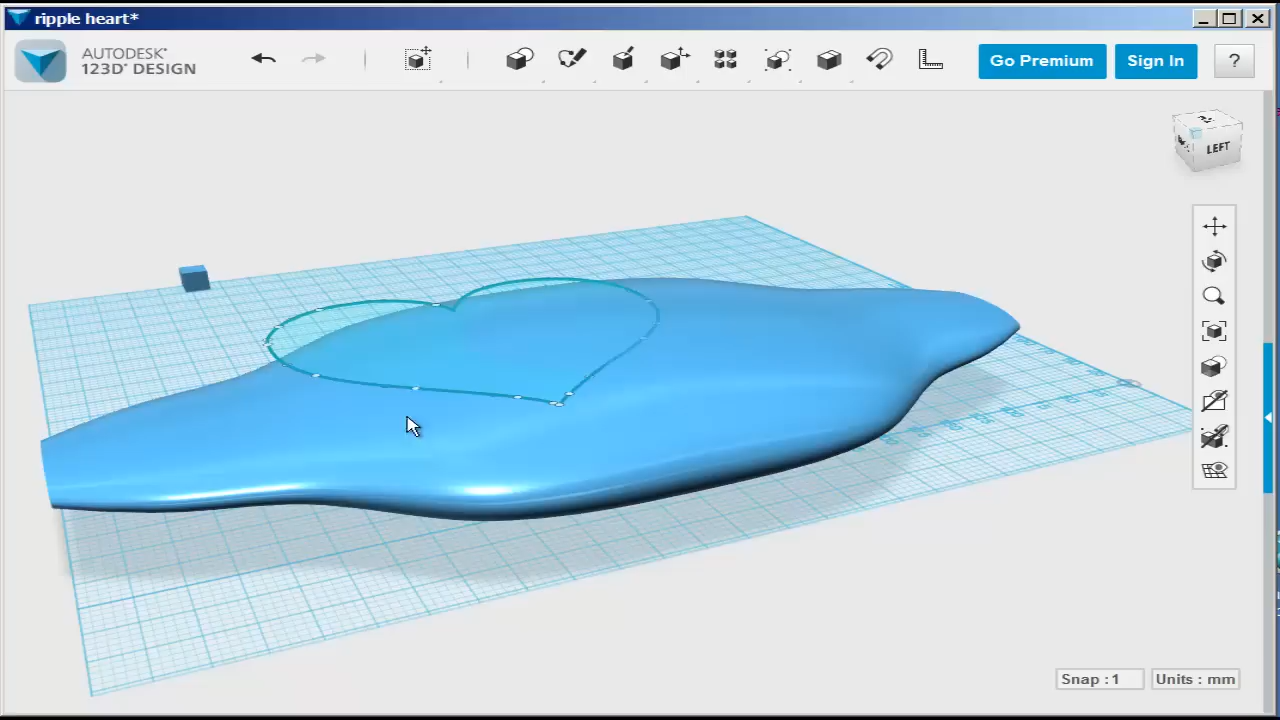 ripple heart*
AUTODESK®
123D® DESIGN
Go Premium
Sign In
?
LEFT
Snap : 1
Units : mm